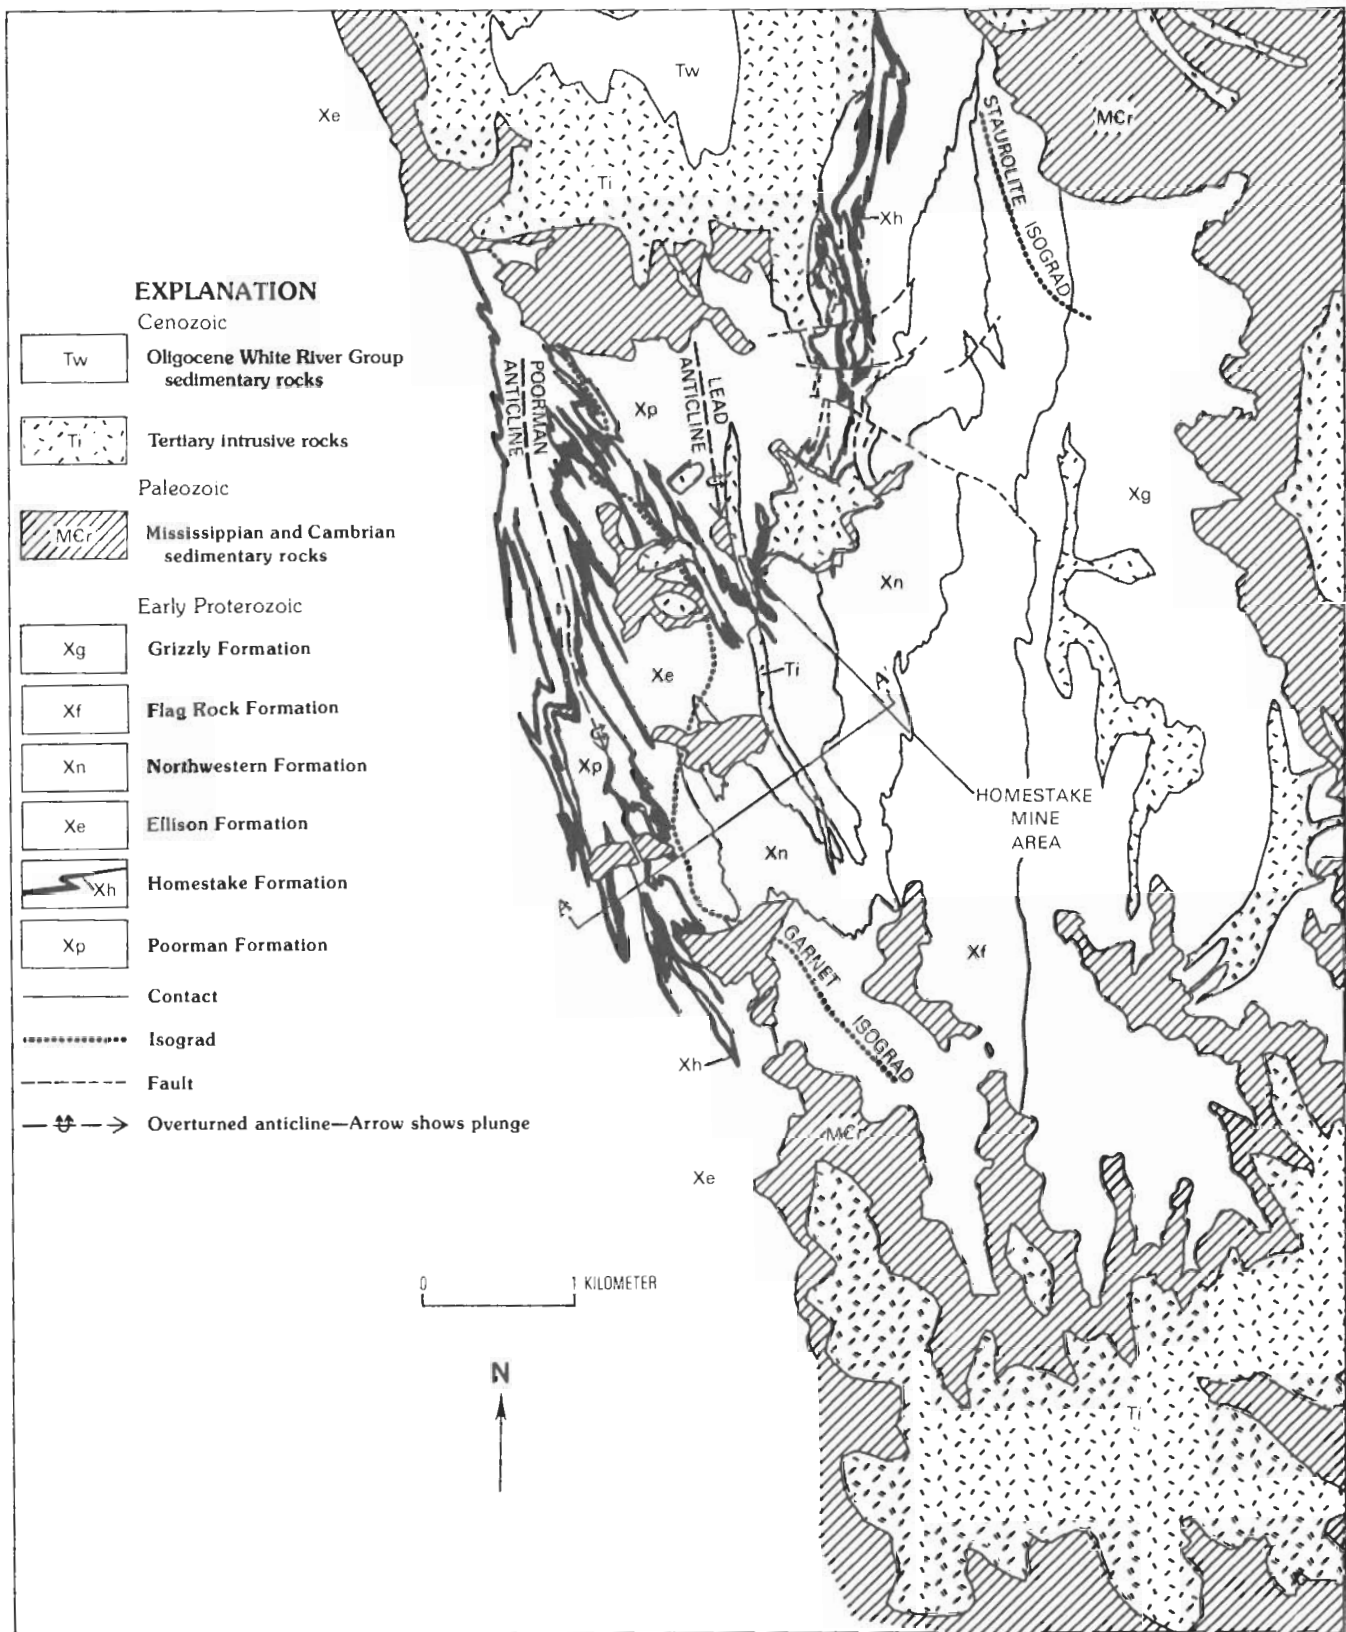 Tw
Xe
MCr
STAUROLITE ISOGRAD
Ti
Xh
EXPLANATION
Cenozoic
Tw
Oligocene White River Group
sedimentary rocks
Ti
Tertiary intrusive rocks
Paleozoic
MCr
Mississippian and Cambrian
sedimentary rocks
Early Proterozoic
Xg
Grizzly Formation
Xf
Flag Rock Formation
Xn
Northwestern Formation
Xe
Ellison Formation
Xh
Homestake Formation
Xp
Poorman Formation
Contact
Isograd
Fault
Overturned anticline—Arrow shows plunge
POORMAN
ANTICLINE
LEAD
ANTICLINE
Xp
Xg
Xn
Xe
Ti
A'
Xp
HOMESTAKE
MINE
AREA
Xn
A
Xf
GARNET ISOGRAD
Xh
MCr
Xe
0 1 KILOMETER
N
Ti